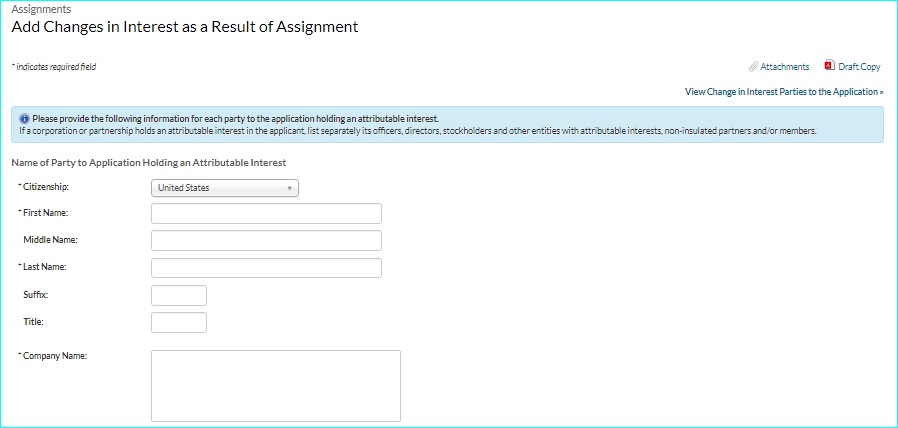 Assignments
Add Changes in Interest as a Result of Assignment
* indicates required field
Attachments Draft Copy
View Change in Interest Parties to the Application »
Please provide the following information for each party to the application holding an attributable interest.
If a corporation or partnership holds an attributable interest in the applicant, list separately its officers, directors, stockholders and other entities with attributable interests, non-insulated partners and/or members.
Name of Party to Application Holding an Attributable Interest
* Citizenship: United States
* First Name:
Middle Name:
* Last Name:
Suffix:
Title:
* Company Name: